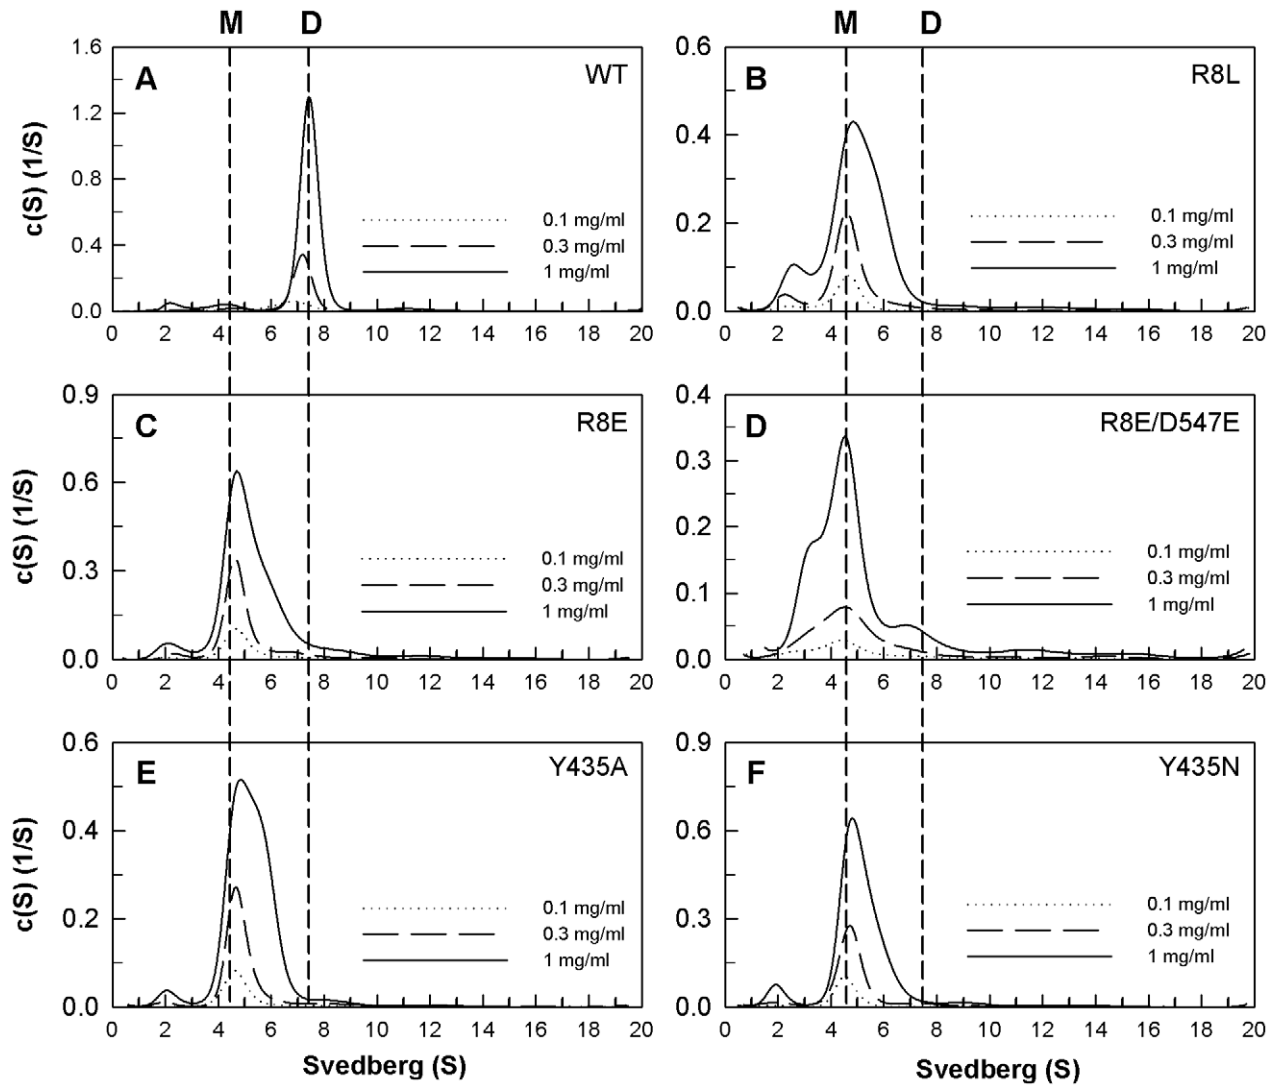 M D M D
A WT
1.6
1.2
0.8
0.4
0.0
c(S) (1/S)
0.1 mg/ml
0.3 mg/ml
1 mg/ml
0 2 4 6 8 10 12 14 16 18 20
B R8L
0.6
0.4
0.2
0.0
0.1 mg/ml
0.3 mg/ml
1 mg/ml
0 2 4 6 8 10 12 14 16 18 20
C R8E
0.9
0.6
0.3
0.0
c(S) (1/S)
0.1 mg/ml
0.3 mg/ml
1 mg/ml
0 2 4 6 8 10 12 14 16 18 20
D R8E/D547E
0.4
0.3
0.2
0.1
0.0
0.1 mg/ml
0.3 mg/ml
1 mg/ml
0 2 4 6 8 10 12 14 16 18 20
E Y435A
0.6
0.4
0.2
0.0
c(S) (1/S)
0.1 mg/ml
0.3 mg/ml
1 mg/ml
0 2 4 6 8 10 12 14 16 18 20
Svedberg (S)
F Y435N
0.9
0.6
0.3
0.0
0.1 mg/ml
0.3 mg/ml
1 mg/ml
0 2 4 6 8 10 12 14 16 18 20
Svedberg (S)